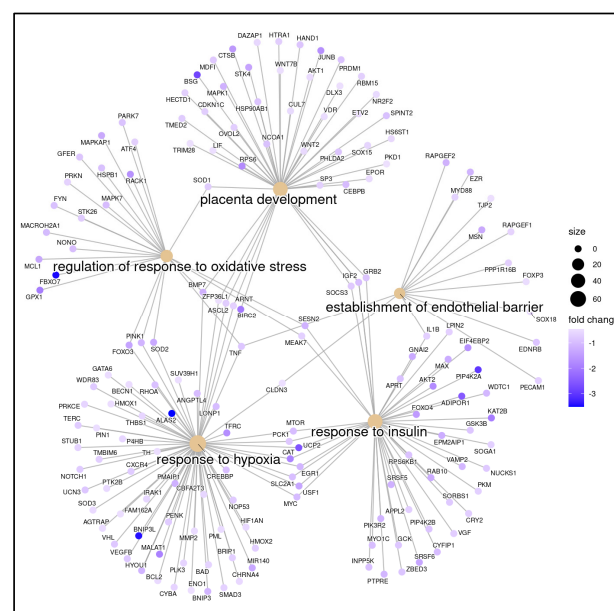 DAZAP1
HTRA1
HAND1
CTSB
JUNB
MDFI
WNT7B
PRDM1
BSG
STK4
AKT1
RBM15
HECTD1
MAPK1
DLX3
NR2F2
CDKN1C
HSP90AB1
CUL7
VDR
ETV2
SPINT2
TMED2
OVOL2
NCOA1
HS6ST1
TRIM28
LIF
WNT2
SOX15
RPS6
PHLDA2
PKD1
SOD1
SP3
EPOR
CEBPB
placenta development
PARK7
MAPKAP1
ATF4
GFER
HSPB1
PRKN
RACK1
FYN
MAPK7
STK26
MACROH2A1
NONO
MCL1
FBXO7
GPX1
regulation of response to oxidative stress
RAPGEF2
EZR
MYD88
TJP2
MSN
RAPGEF1
PPP1R16B
FOXP3
SOX18
EDNRB
PECAM1
establishment of endothelial barrier
IGF2
GRB2
SOCS3
BMP7
ZFP36L1
ARNT
ASCL2
BIRC2
SESN2
MEAK7
TNF
CLDN3
size
0
20
40
60
fold chang
-1
-2
-3
IL1B
LPIN2
GNAI2
EIF4EBP2
MAX
PIP4K2A
APRT
AKT2
WDTC1
ADIPOR1
FOXO4
KAT2B
GSK3B
response to insulin
EPM2AIP1
SOGA1
VAMP2
RPS6KB1
RAB10
NUCKS1
SRSF5
PKM
SORBS1
APPL2
CRY2
PIK3R2
PIP4K2B
VGF
MYO1C
CYFIP1
GCK
SRSF6
INPP5K
ZBED3
PTPRE
PINK1
FOXO3
SOD2
GATA6
SUV39H1
WDR83
BECN1
RHOA
ANGPTL4
PRKCE
HMOX1
ALAS2
LONP1
TERC
THBS1
TFRC
MTOR
PCK1
STUB1
PIN1
P4HB
UCP2
TMBIM6
TH
CAT
response to hypoxia
NOTCH1
CXCR4
EGR1
PTK2B
PMAIP1
CREBBP
SLC2A1
USF1
UCN3
IRAK1
CBFA2T3
MYC
SOD3
FAM162A
NOP53
AGTRAP
PENK
HIF1AN
VHL
BNIP3L
PML
HMOX2
VEGFB
MALAT1
MMP2
BRIP1
MIR140
HYOU1
BAD
CHRNA4
BCL2
PLK3
CYBA
ENO1
SMAD3
BNIP3